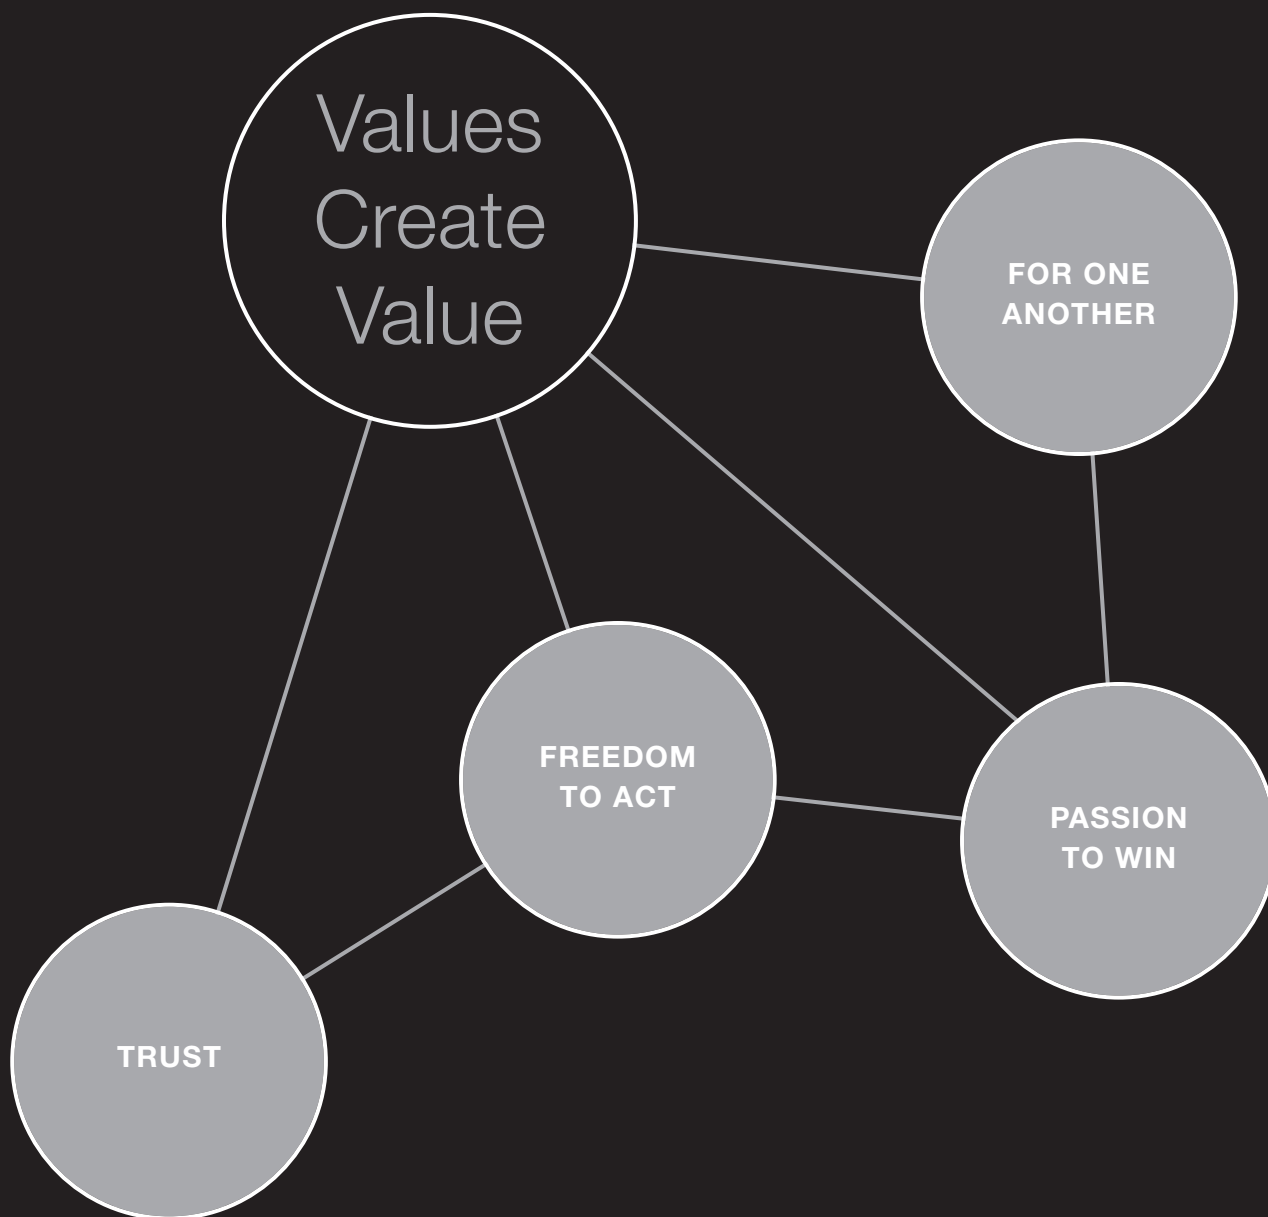 Values
Create
Value
FOR ONE
ANOTHER
FREEDOM
TO ACT
PASSION
TO WIN
TRUST